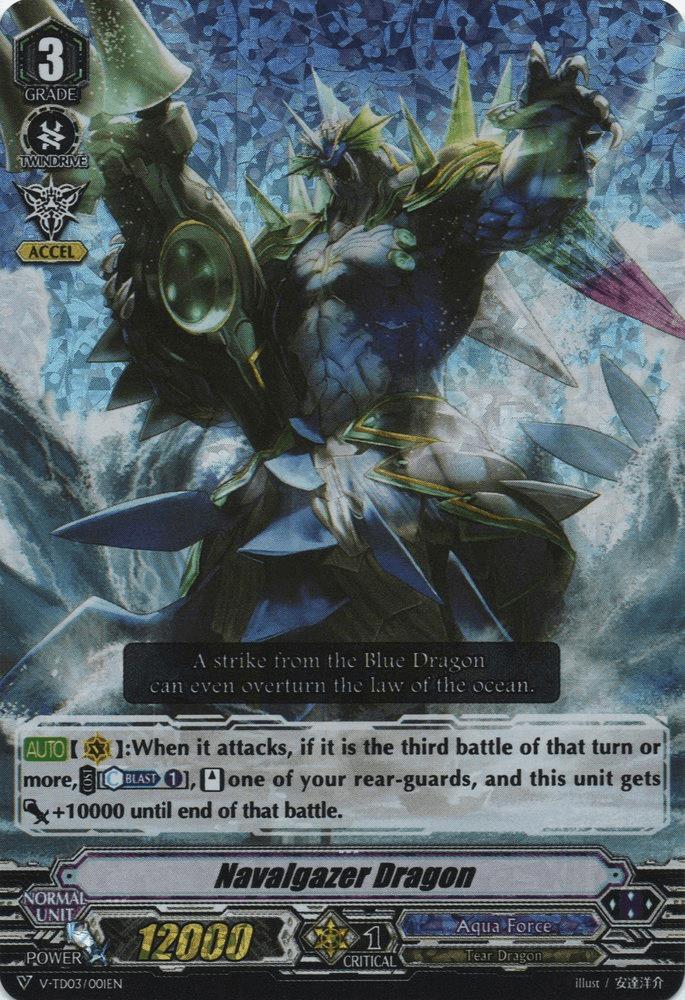 3
GRADE
TWINDRIVE
ACCEL
A strike from the Blue Dragon
can even overturn the law of the ocean.
AUTO【 】:When it attacks, if it is the third battle of that turn or
more, COST [C BLAST 1], one of your rear-guards, and this unit gets
+10000 until end of that battle.
Navalgazer Dragon
NORMAL
UNIT
POWER 12000 1 CRITICAL
Aqua Force
Tear Dragon
V-TD03/001EN illust / 安達洋介